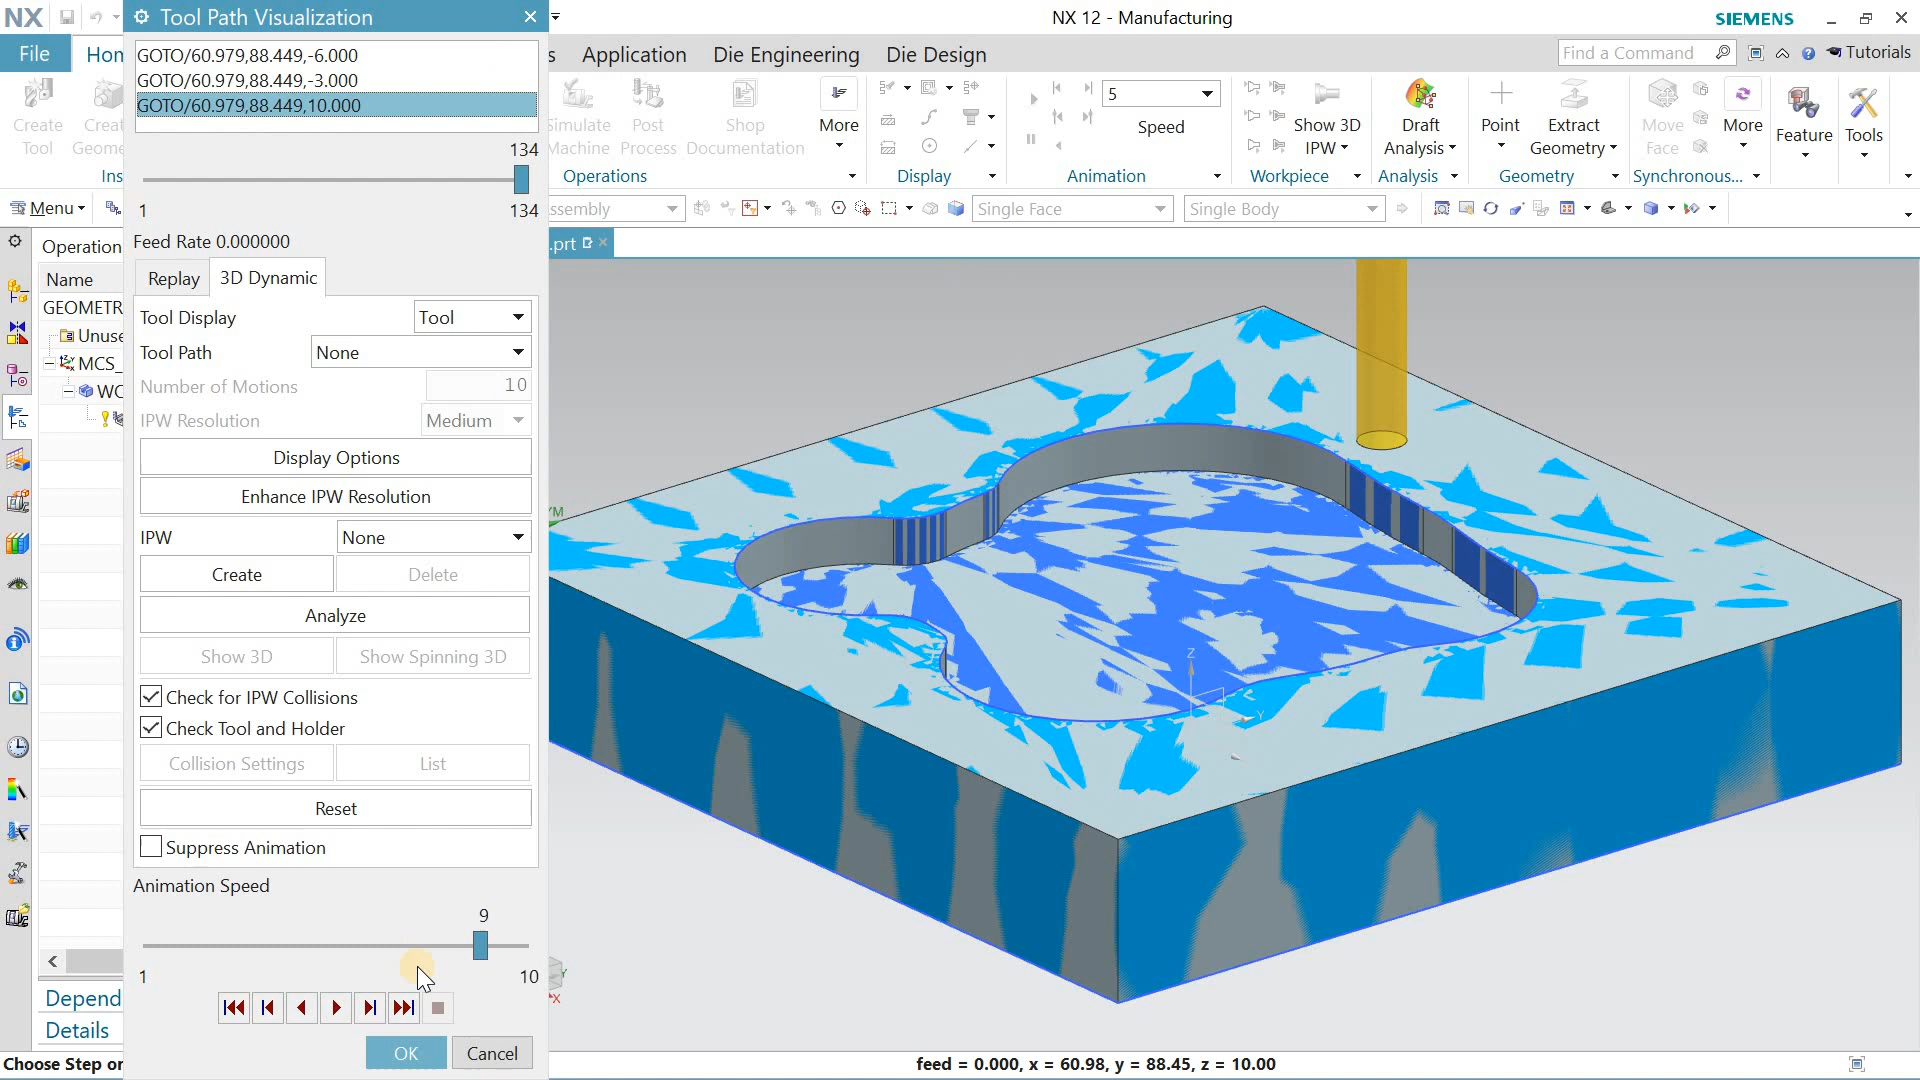 NX
Tool Path Visualization
NX 12 - Manufacturing
SIEMENS
File
Hom
Application
Die Engineering
Die Design
Find a Command
Tutorials
GOTO/60.979,88.449,-6.000
GOTO/60.979,88.449,-3.000
GOTO/60.979,88.449,10.000
Create Tool
Post Process
Shop Documentation
More
5
Speed
Show 3D IPW
Draft Analysis
Point
Extract Geometry
Move Face
More
Feature
Tools
Operations
Display
Animation
Workpiece
Analysis
Geometry
Synchronous...
134
1
134
Menu
Single Face
Single Body
Feed Rate 0.000000
Operation
.prt
Replay
3D Dynamic
Name
GEOMETR
Unuse
MCS_
WC
Tool Display
Tool
Tool Path
None
Number of Motions
10
IPW Resolution
Medium
Display Options
Enhance IPW Resolution
IPW
None
Create
Delete
Analyze
Show 3D
Show Spinning 3D
Check for IPW Collisions
Check Tool and Holder
Collision Settings
List
Reset
Suppress Animation
Animation Speed
9
1
10
Depend
Details
OK
Cancel
YM
Z
Y
X
Choose Step or
feed = 0.000, x = 60.98, y = 88.45, z = 10.00